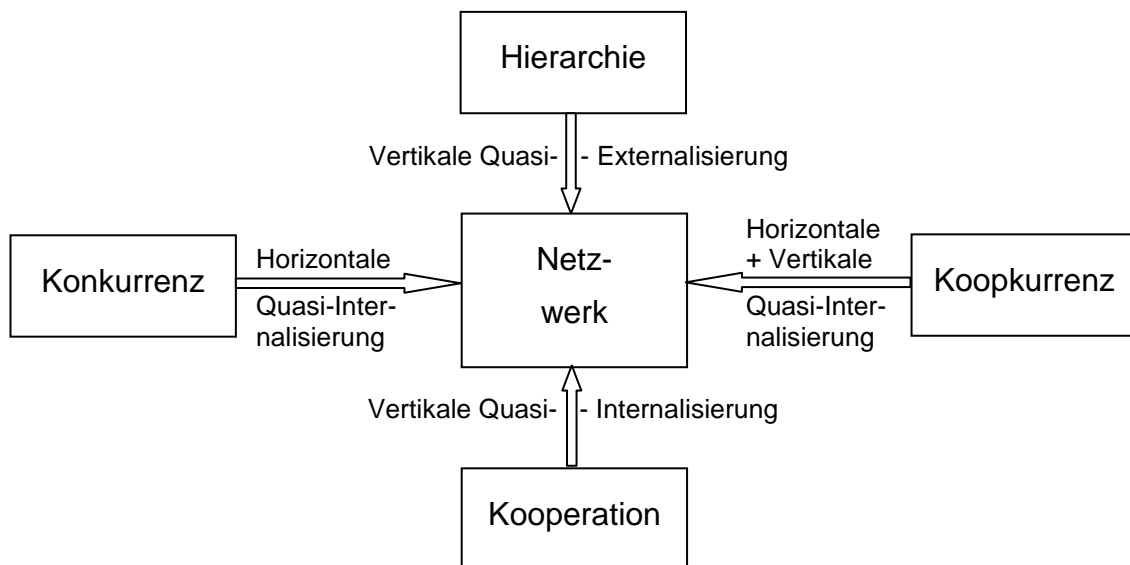 Hierarchie
Vertikale Quasi- - Externalisierung
Konkurrenz
Horizontale
Quasi-Inter-
nalisierung
Netz-
werk
Horizontale
+ Vertikale
Quasi-Inter-
nalisierung
Koopkurrenz
Vertikale Quasi- - Internalisierung
Kooperation